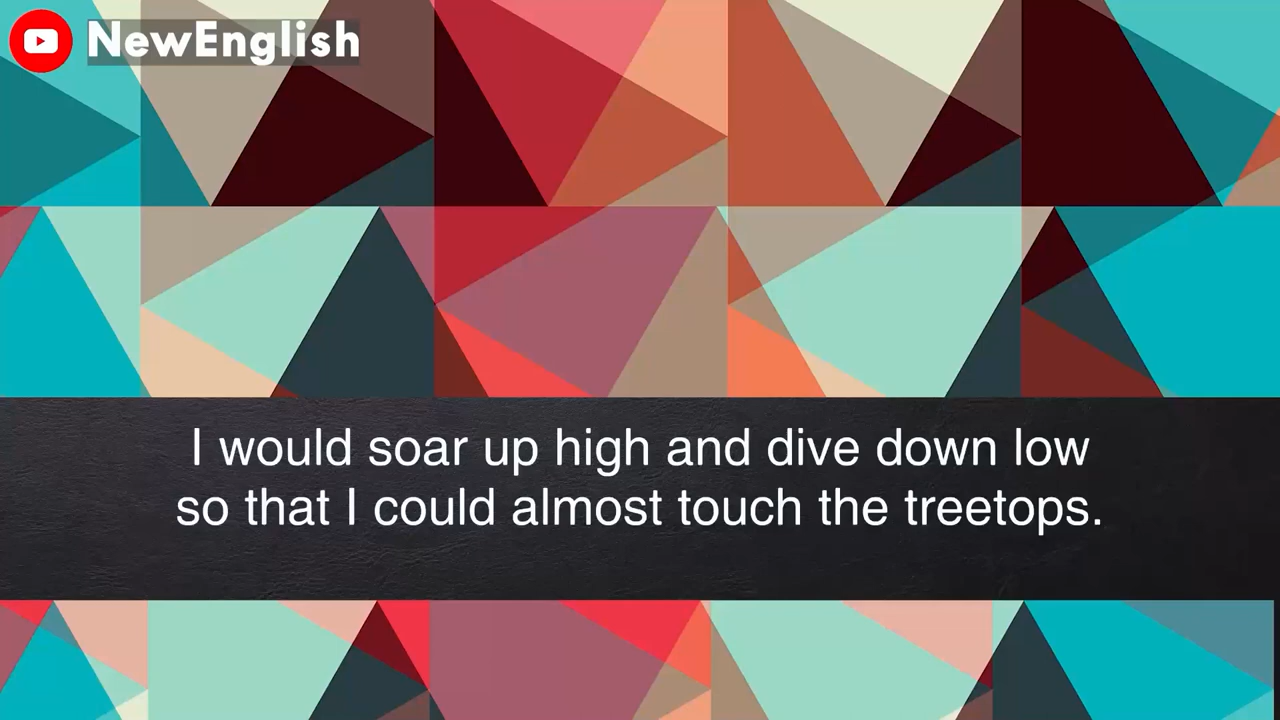 NewEnglish
I would soar up high and dive down low
so that I could almost touch the treetops.